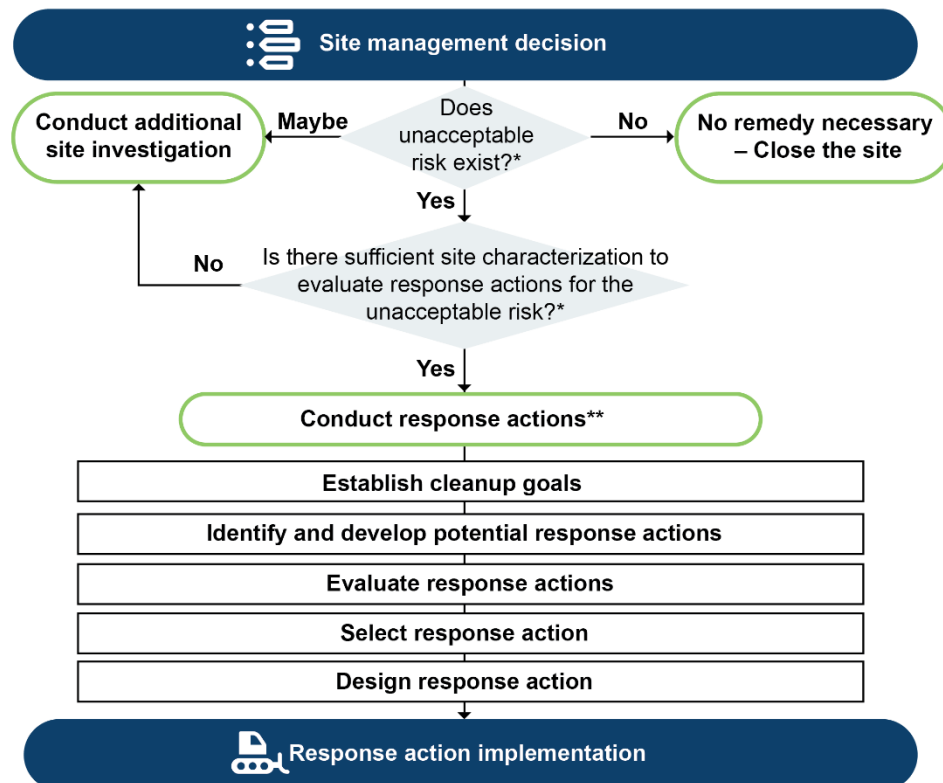 Site management decision
Does
unacceptable
risk exist?*
Maybe
Conduct additional
site investigation
No
No remedy necessary
– Close the site
Yes
Is there sufficient site characterization to
evaluate response actions for the
unacceptable risk?*
No
Yes
Conduct response actions**
Establish cleanup goals
Identify and develop potential response actions
Evaluate response actions
Select response action
Design response action
Response action implementation